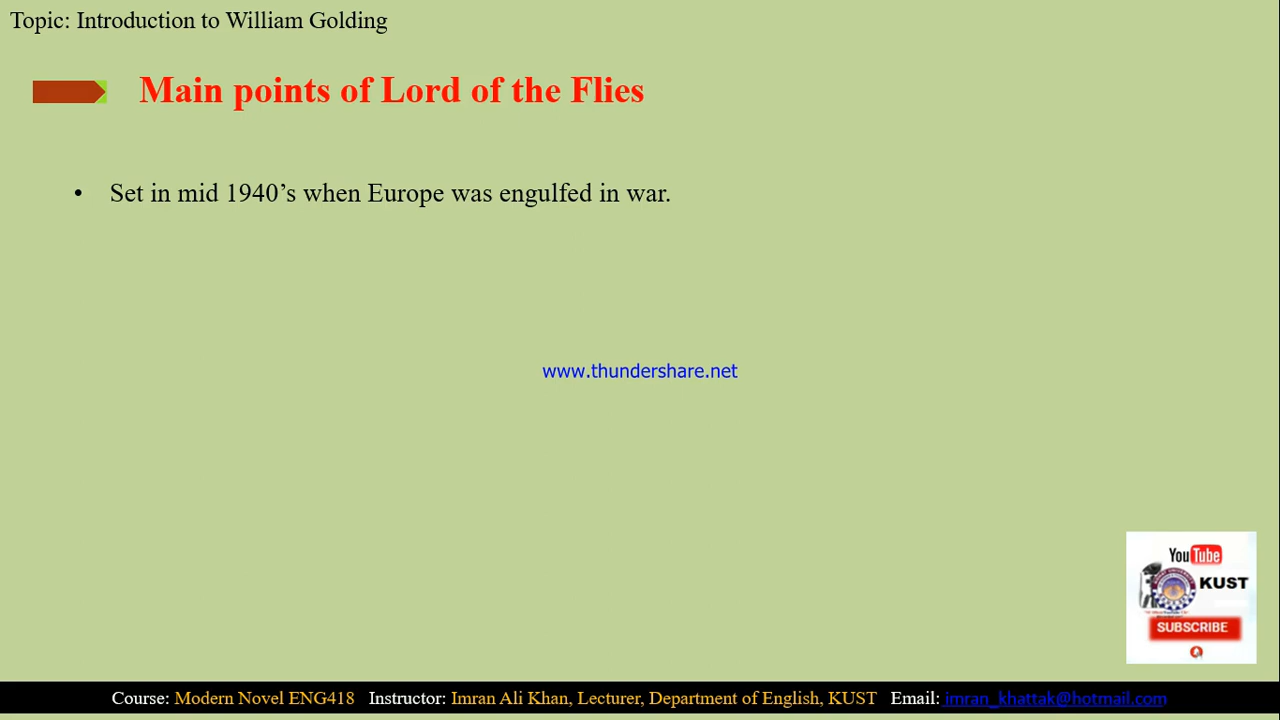 Topic: Introduction to William Golding
Main points of Lord of the Flies
• Set in mid 1940’s when Europe was engulfed in war.
www.thundershare.net
YouTube
KUST
SUBSCRIBE
Course: Modern Novel ENG418 Instructor: Imran Ali Khan, Lecturer, Department of English, KUST Email: imran_khattak@hotmail.com